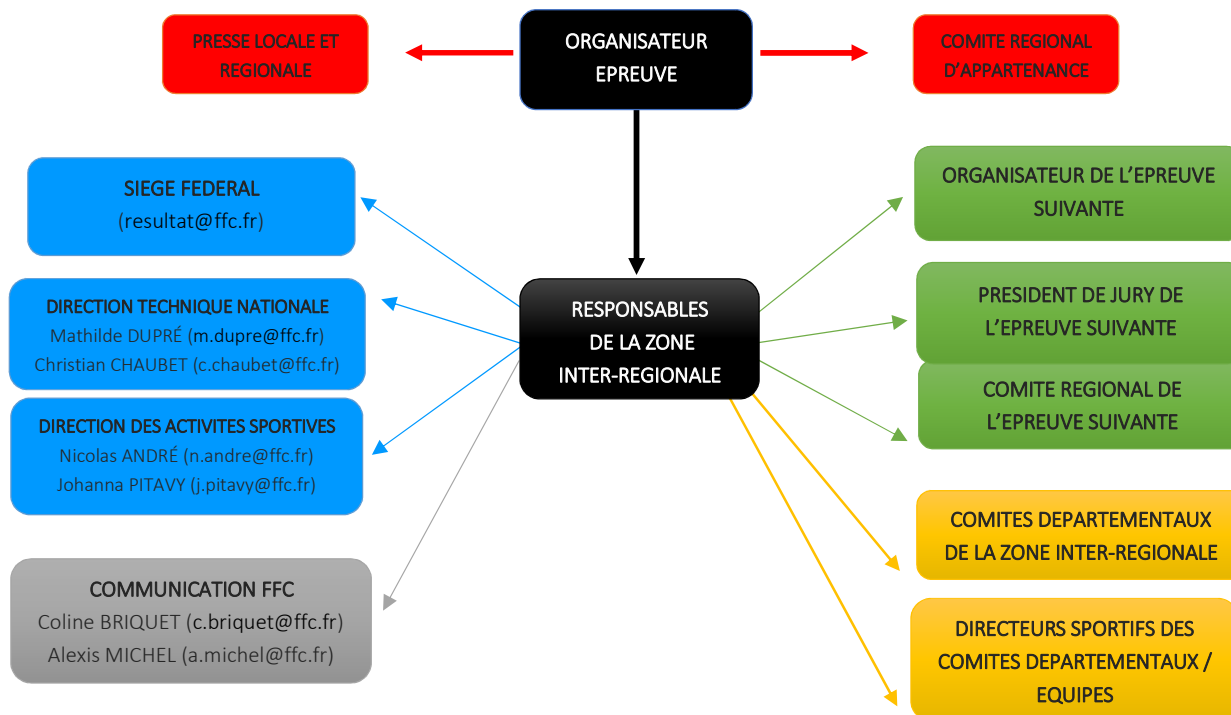 PRESSE LOCALE ET
REGIONALE
ORGANISATEUR
EPREUVE
COMITE REGIONAL
D'APPARTENANCE
SIEGE FEDERAL
(resultat@ffc.fr)
DIRECTION TECHNIQUE NATIONALE
Mathilde DUPRÉ (m.dupre@ffc.fr)
Christian CHAUBET (c.chaubet@ffc.fr)
DIRECTION DES ACTIVITES SPORTIVES
Nicolas ANDRÉ (n.andre@ffc.fr)
Johanna PITAVY (j.pitavy@ffc.fr)
COMMUNICATION FFC
Coline BRIQUET (c.briquet@ffc.fr)
Alexis MICHEL (a.michel@ffc.fr)
RESPONSABLES
DE LA ZONE
INTER-REGIONALE
ORGANISATEUR DE L'EPREUVE
SUIVANTE
PRESIDENT DE JURY DE
L'EPREUVE SUIVANTE
COMITE REGIONAL DE
L'EPREUVE SUIVANTE
COMITES DEPARTEMENTAUX
DE LA ZONE INTER-REGIONALE
DIRECTEURS SPORTIFS DES
COMITES DEPARTEMENTAUX /
EQUIPES